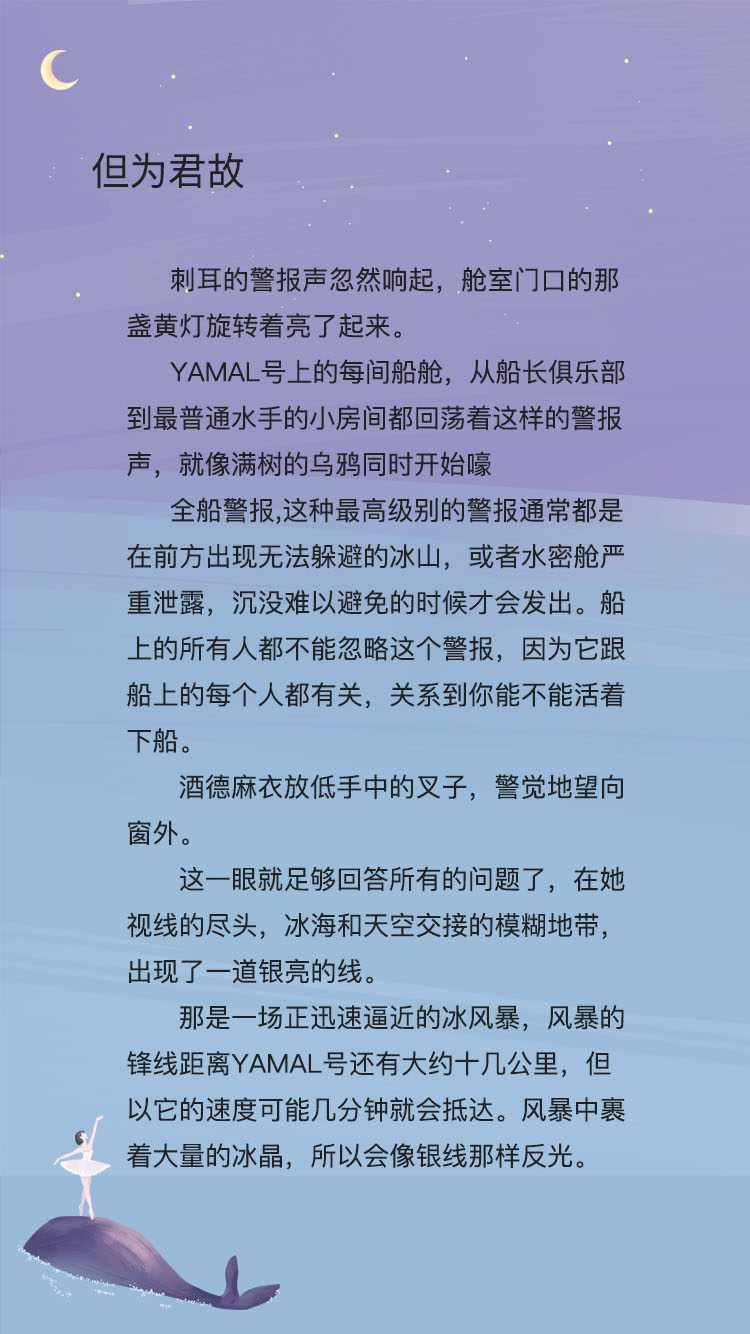 但为君故
刺耳的警报声忽然响起，舱室门口的那
盏黄灯旋转着亮了起来。
YAMAL号上的每间船舱，从船长俱乐部
到最普通水手的小房间都回荡着这样的警报
声，就像满树的乌鸦同时开始嚎
全船警报,这种最高级别的警报通常都是
在前方出现无法躲避的冰山，或者水密舱严
重泄露，沉没难以避免的时候才会发出。船
上的所有人都不能忽略这个警报，因为它跟
船上的每个人都有关，关系到你能不能活着
下船。
酒德麻衣放低手中的叉子，警觉地望向
窗外。
这一眼就足够回答所有的问题了，在她
视线的尽头，冰海和天空交接的模糊地带，
出现了一道银亮的线。
那是一场正迅速逼近的冰风暴，风暴的
锋线距离YAMAL号还有大约十几公里，但
以它的速度可能几分钟就会抵达。风暴中裹
着大量的冰晶，所以会像银线那样反光。